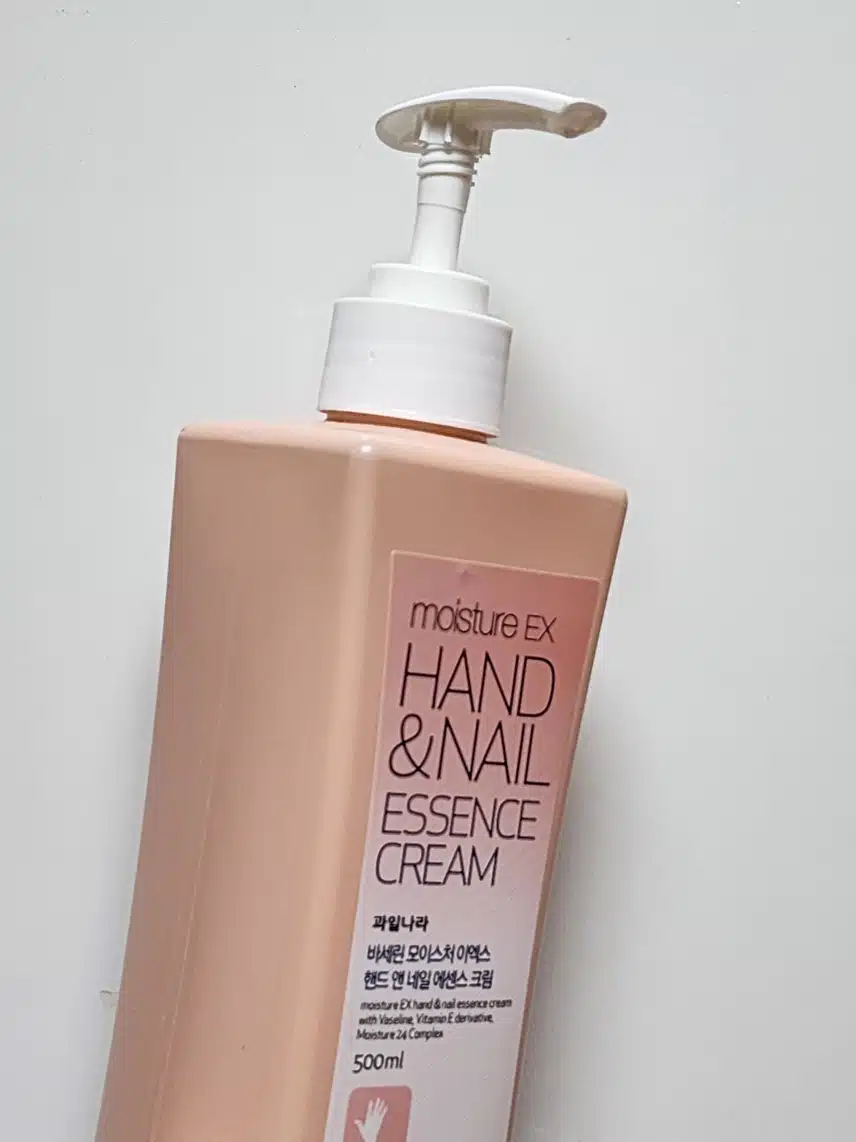 moisture EX
HAND
&NAIL
ESSENCE
CREAM
과일나라
바세린 모이스처 이엑스
핸드 앤 네일 에센스 크림
moisture EX hand & nail essence cream
with Vaseline, Vitamin E derivative,
Moisture 24 Complex
500ml